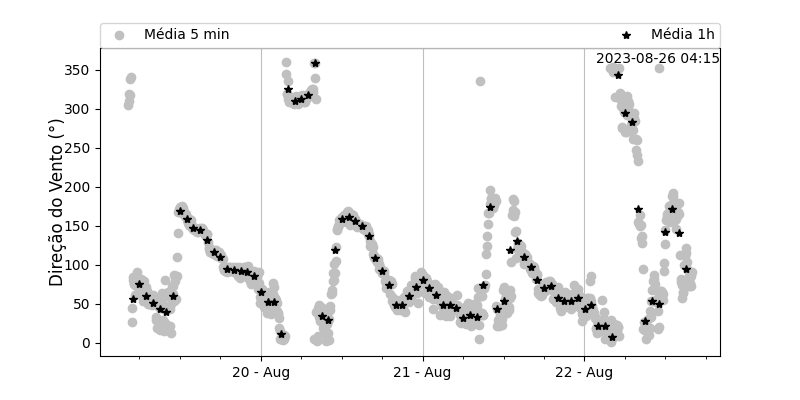 Média 5 min
Média 1h
2023-08-26 04:15
Direção do Vento (°)
350
300
250
200
150
100
50
0
20 - Aug
21 - Aug
22 - Aug